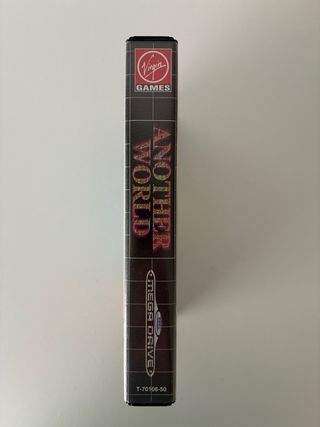 Virgin
GAMES
ANOTHER
WORLD
SEGA
MEGA DRIVE
T-70106-50